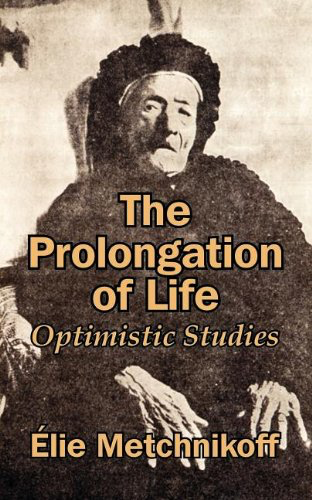 The
Prolongation
of Life
Optimistic Studies
Élie Metchnikoff